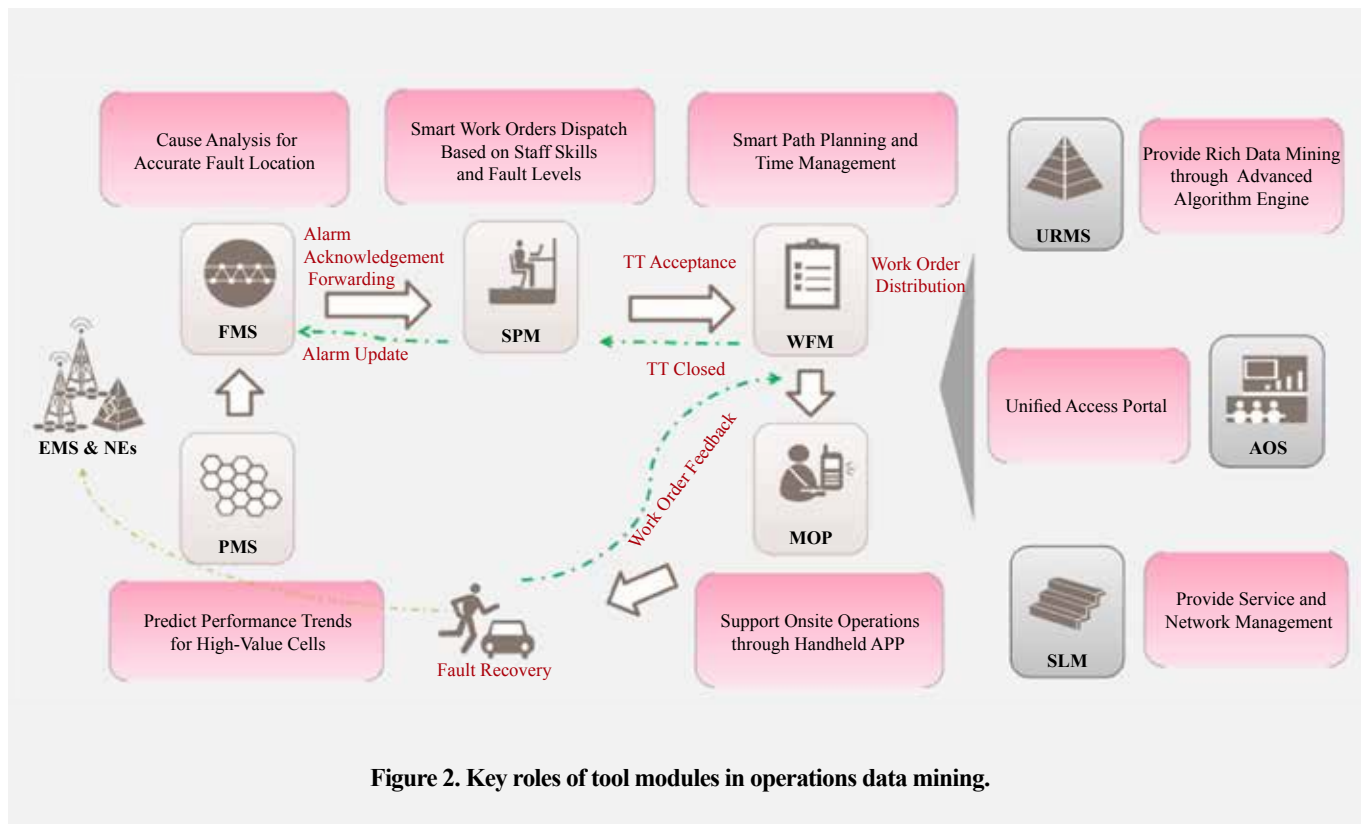 Cause Analysis for
Accurate Fault Location
Smart Work Orders Dispatch
Based on Staff Skills
and Fault Levels
Smart Path Planning and
Time Management
Provide Rich Data Mining
through Advanced
Algorithm Engine
URMS
Alarm
Acknowledgement
Forwarding
TT Acceptance
Work Order
Distribution
FMS
SPM
WFM
Alarm Update
TT Closed
EMS & NEs
Unified Access Portal
AOS
PMS
Work Order Feedback
MOP
Predict Performance Trends
for High-Value Cells
Fault Recovery
Support Onsite Operations
through Handheld APP
Provide Service and
Network Management
SLM
Figure 2. Key roles of tool modules in operations data mining.